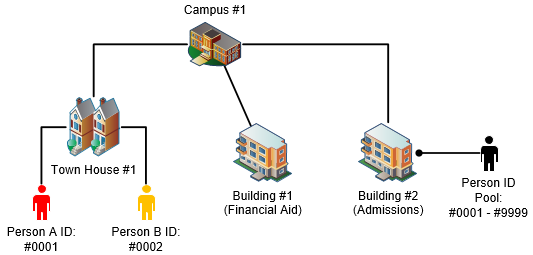 Campus #1
Town House #1
Building #1
(Financial Aid)
Building #2
(Admissions)
Person ID
Pool:
#0001 - #9999
Person A ID:
#0001
Person B ID:
#0002